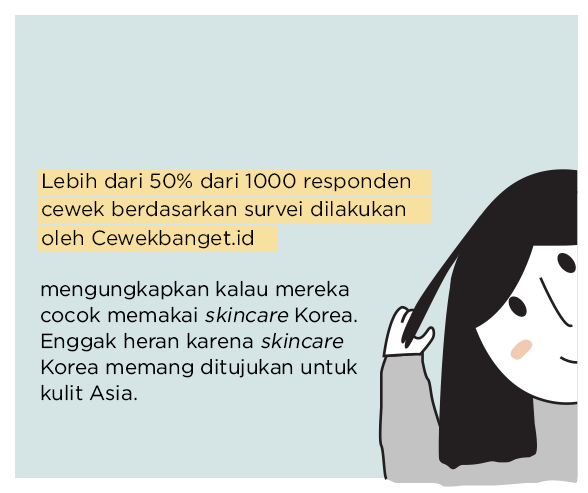 Lebih dari 50% dari 1000 responden
cewek berdasarkan survei dilakukan
oleh Cewekbanget.id
mengungkapkan kalau mereka
cocok memakai skincare Korea.
Enggak heran karena skincare
Korea memang ditujukan untuk
kulit Asia.